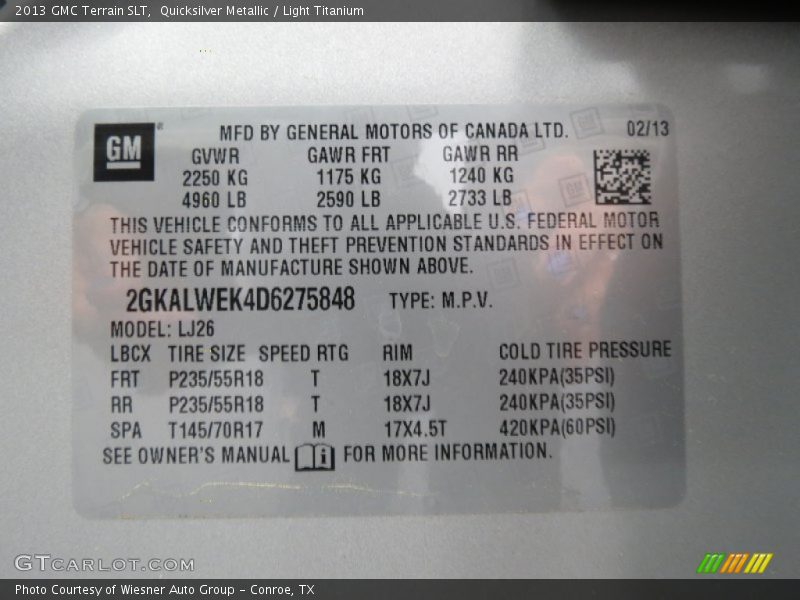 2013 GMC Terrain SLT,  Quicksilver Metallic / Light Titanium
GM® MFD BY GENERAL MOTORS OF CANADA LTD. 02/13
GVWR GAWR FRT GAWR RR
2250 KG 1175 KG 1240 KG
4960 LB 2590 LB 2733 LB
THIS VEHICLE CONFORMS TO ALL APPLICABLE U.S. FEDERAL MOTOR
VEHICLE SAFETY AND THEFT PREVENTION STANDARDS IN EFFECT ON
THE DATE OF MANUFACTURE SHOWN ABOVE.
2GKALWEK4D6275848 TYPE: M.P.V.
MODEL: LJ26
LBCX TIRE SIZE SPEED RTG RIM COLD TIRE PRESSURE
FRT P235/55R18 T 18X7J 240KPA(35PSI)
RR P235/55R18 T 18X7J 240KPA(35PSI)
SPA T145/70R17 M 17X4.5T 420KPA(60PSI)
SEE OWNER'S MANUAL i FOR MORE INFORMATION.
GTCARLOT.COM
Photo Courtesy of Wiesner Auto Group - Conroe, TX